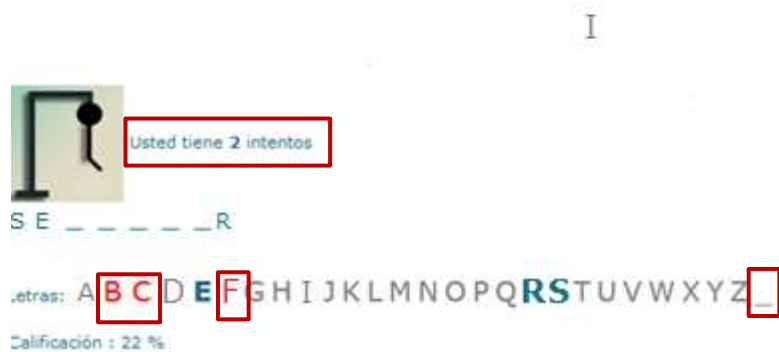 I
Usted tiene 2 intentos
S E _ _ _ _ _ R
Letras: A B C D E F G H I J K L M N O P Q R S T U V W X Y Z _
Calificación : 22 %